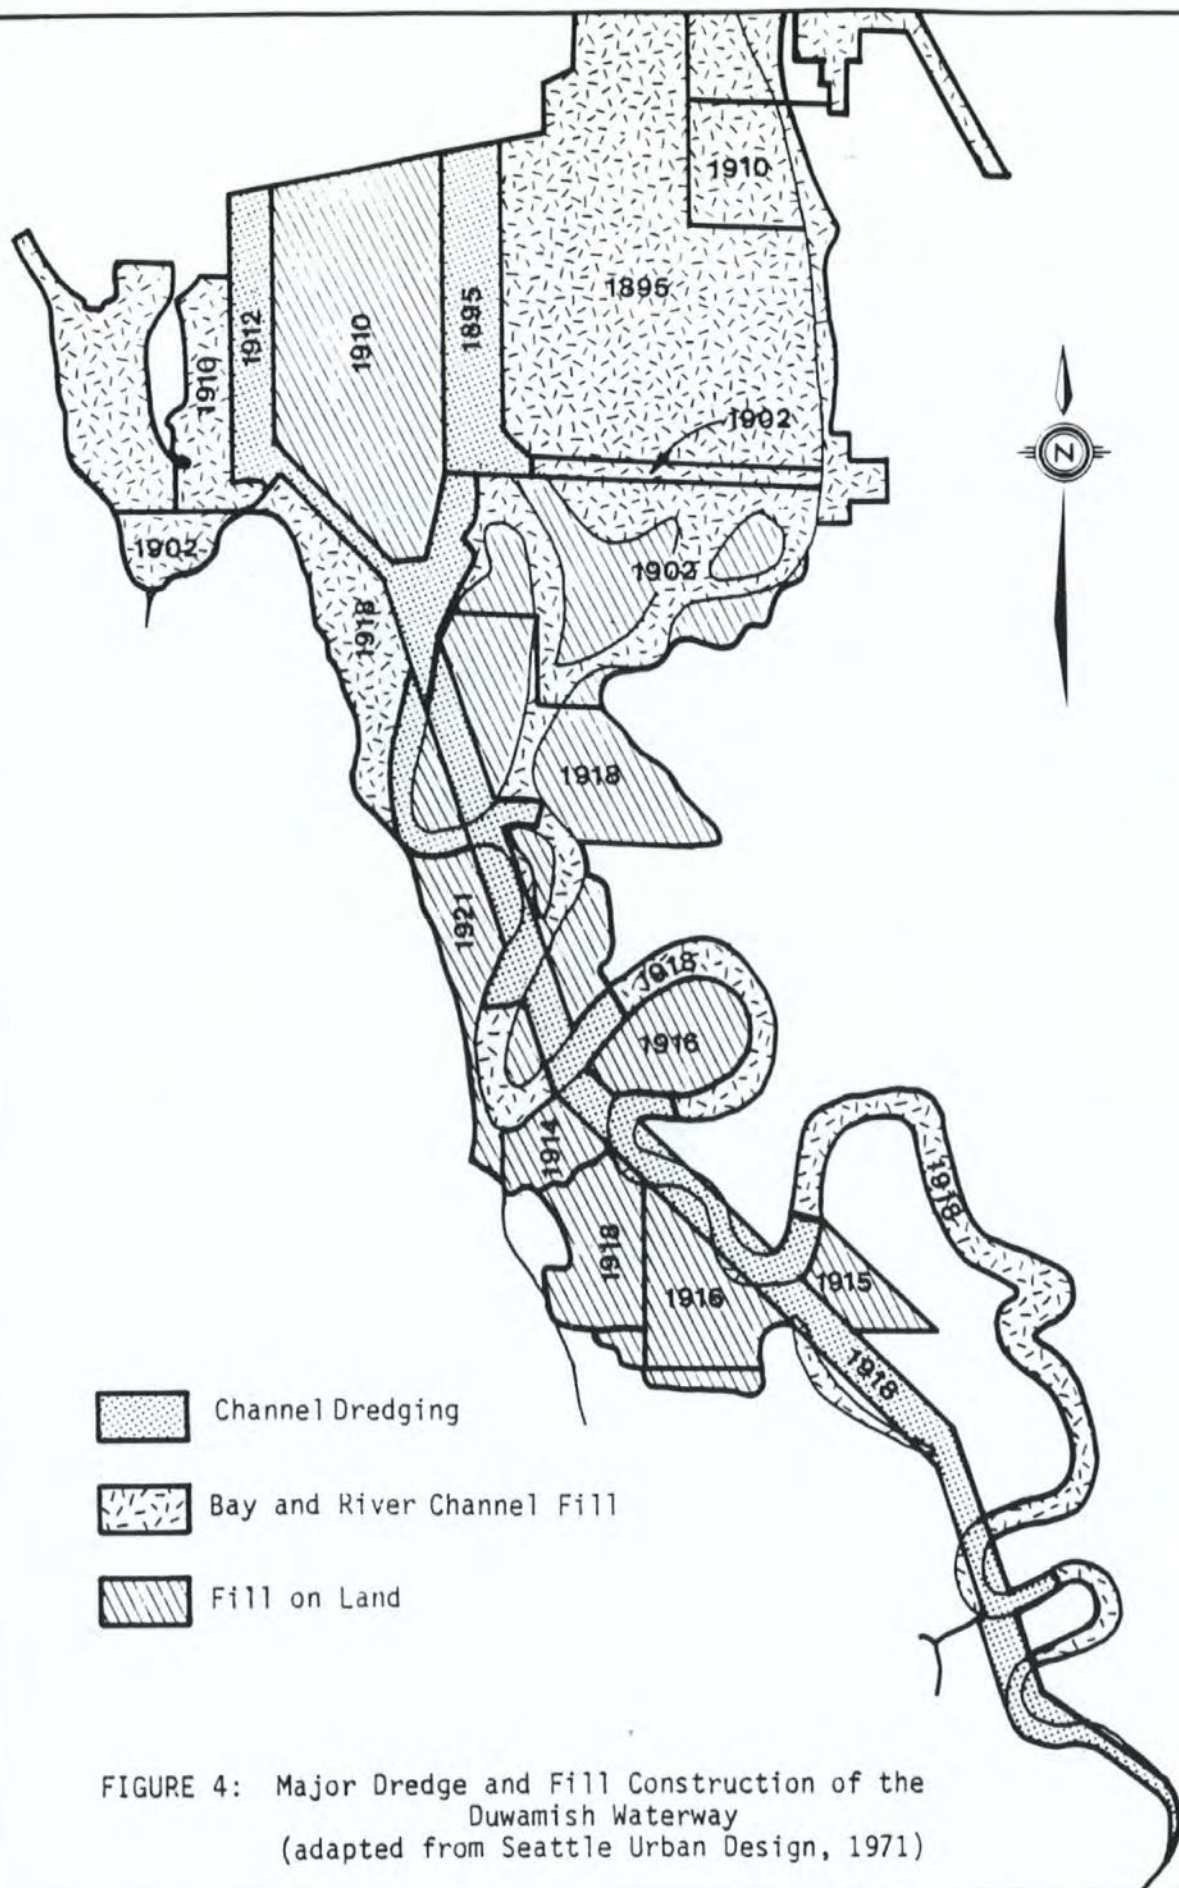 1910
1895
1895
1912
1910
1910
1902
N
1902
1902
1918
1918
1921
1918
1916
1914
1918
1918
1916
1915
1918
Channel Dredging
Bay and River Channel Fill
Fill on Land
FIGURE 4: Major Dredge and Fill Construction of the
Duwamish Waterway
(adapted from Seattle Urban Design, 1971)